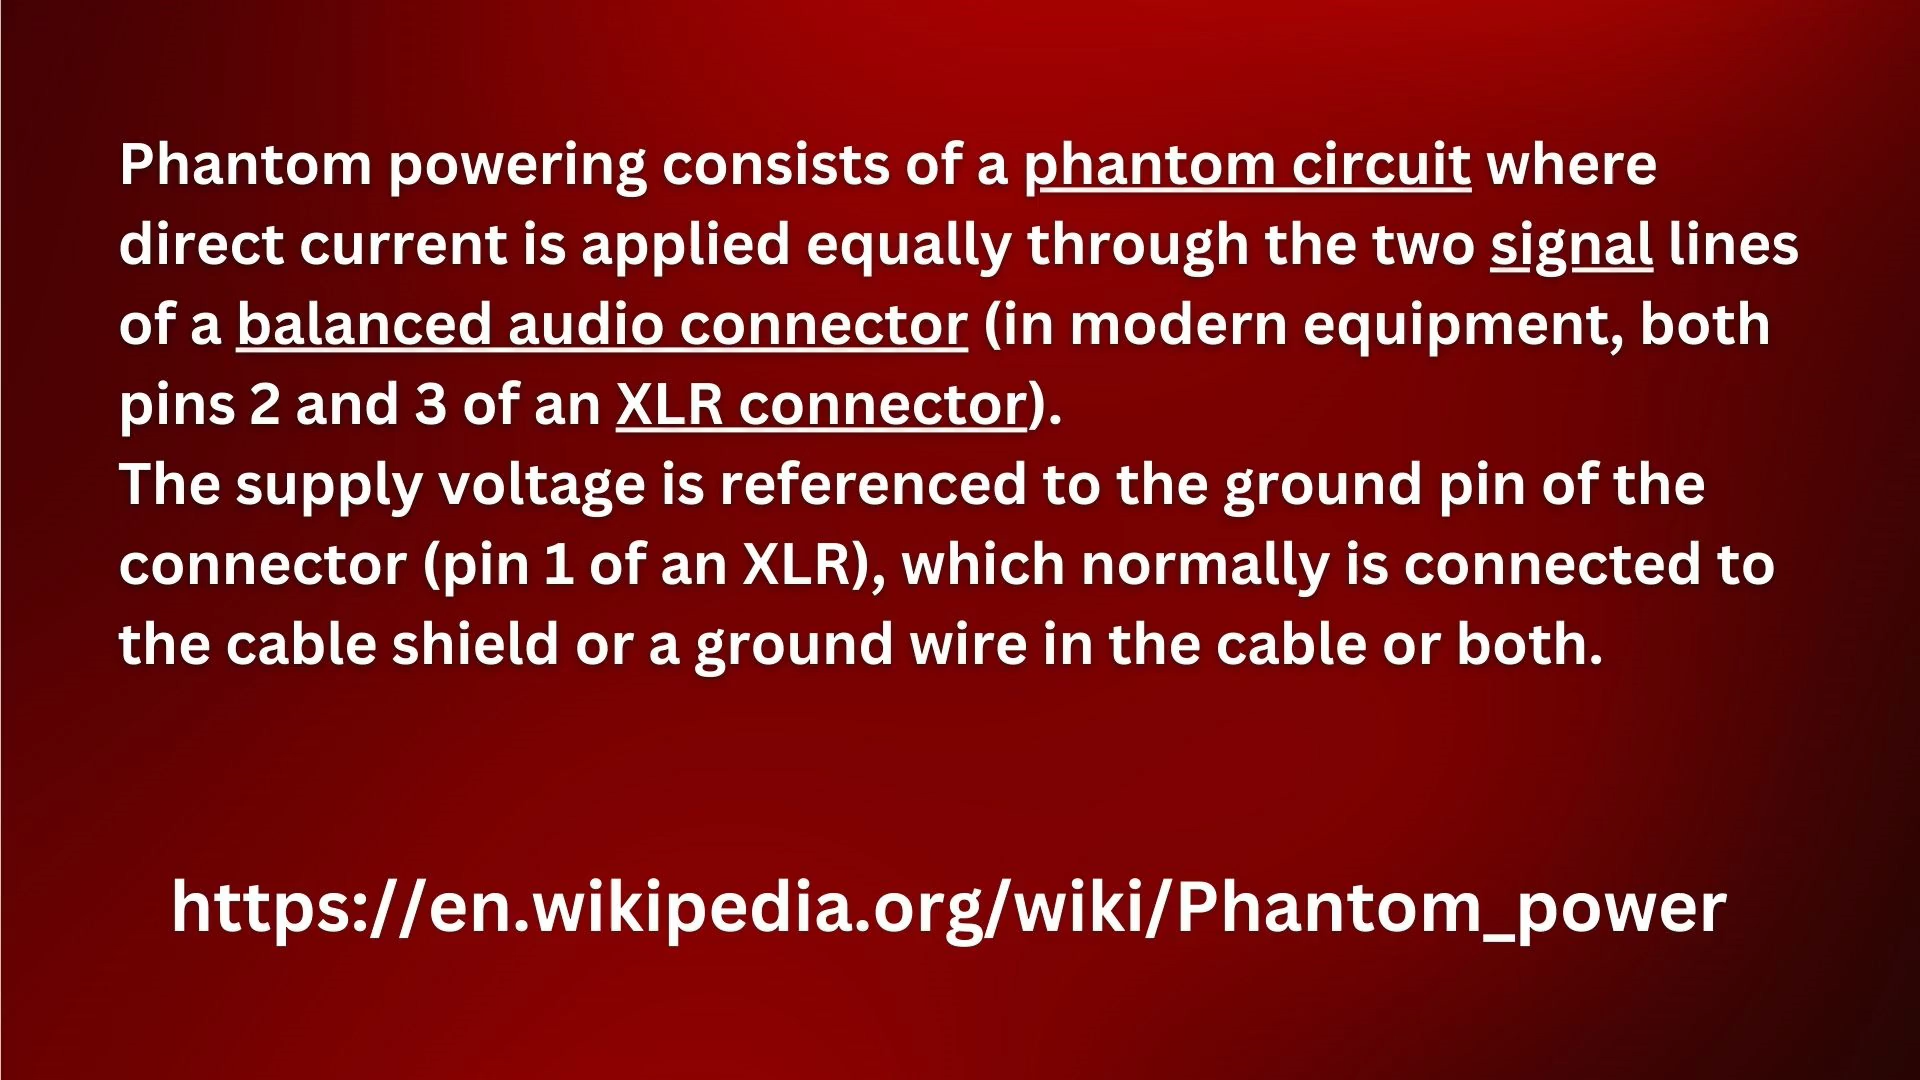 Phantom powering consists of a phantom circuit where
direct current is applied equally through the two signal lines
of a balanced audio connector (in modern equipment, both
pins 2 and 3 of an XLR connector).
The supply voltage is referenced to the ground pin of the
connector (pin 1 of an XLR), which normally is connected to
the cable shield or a ground wire in the cable or both.
https://en.wikipedia.org/wiki/Phantom_power